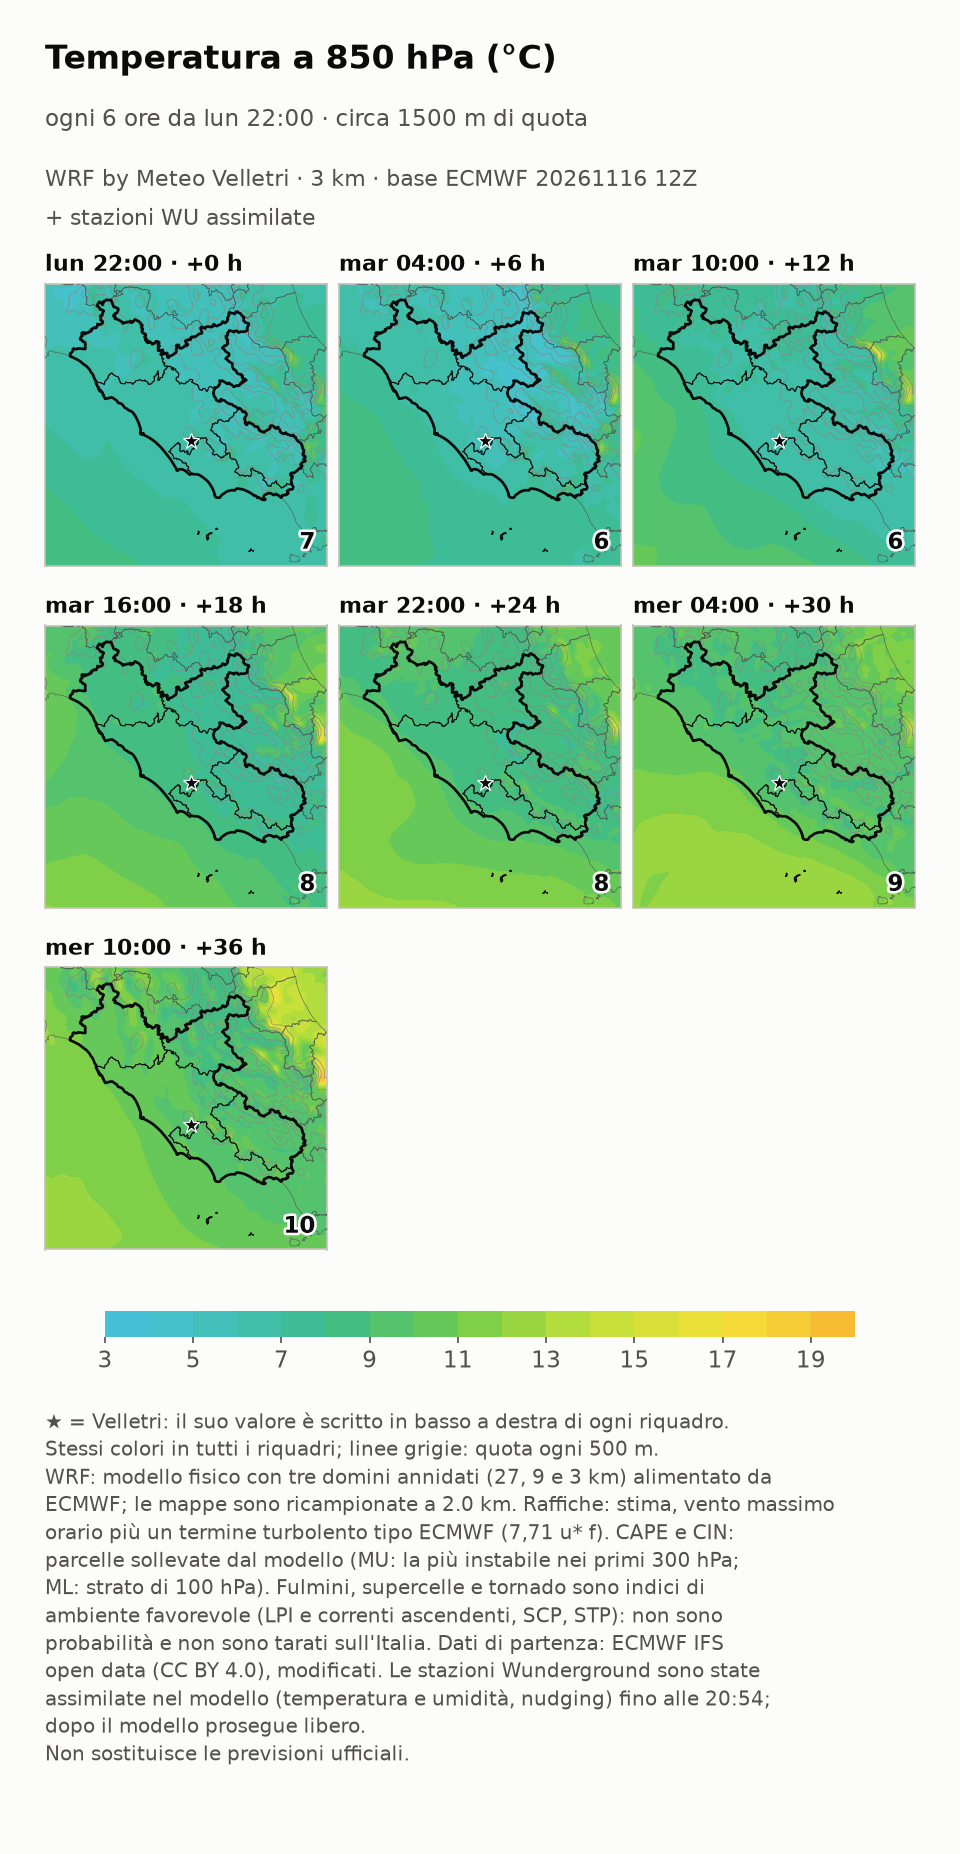 Temperatura a 850 hPa (°C)
ogni 6 ore da lun 22:00 · circa 1500 m di quota
WRF by Meteo Velletri · 3 km · base ECMWF 20261116 12Z
+ stazioni WU assimilate
lun 22:00 · +0 h
mar 04:00 · +6 h
mar 10:00 · +12 h
7
6
6
mar 16:00 · +18 h
mar 22:00 · +24 h
mer 04:00 · +30 h
8
8
9
mer 10:00 · +36 h
10
3 5 7 9 11 13 15 17 19
★ = Velletri: il suo valore è scritto in basso a destra di ogni riquadro.
Stessi colori in tutti i riquadri; linee grigie: quota ogni 500 m.
WRF: modello fisico con tre domini annidati (27, 9 e 3 km) alimentato da
ECMWF; le mappe sono ricampionate a 2.0 km. Raffiche: stima, vento massimo
orario più un termine turbolento tipo ECMWF (7,71 u* f). CAPE e CIN:
parcelle sollevate dal modello (MU: la più instabile nei primi 300 hPa;
ML: strato di 100 hPa). Fulmini, supercelle e tornado sono indici di
ambiente favorevole (LPI e correnti ascendenti, SCP, STP): non sono
probabilità e non sono tarati sull'Italia. Dati di partenza: ECMWF IFS
open data (CC BY 4.0), modificati. Le stazioni Wunderground sono state
assimilate nel modello (temperatura e umidità, nudging) fino alle 20:54;
dopo il modello prosegue libero.
Non sostituisce le previsioni ufficiali.